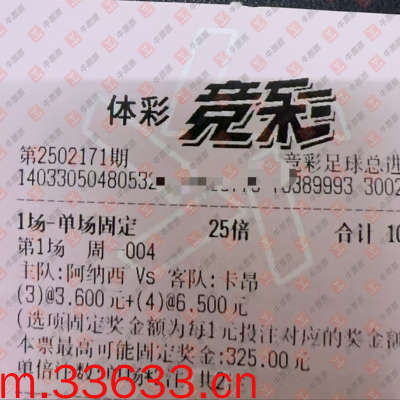 体彩 竞彩
第2502171期 竞彩足球总进
14033050480532 389993 3002
1场-单场固定 25倍 合计 10
第1场 周一004
主队:阿纳西 Vs 客队:卡昂
(3)@3.600元+(4)@6.500元
(选项固定奖金额为每1元投注对应的奖金额
本票最高可能固定奖金:325.00元
单倍
m.33633.cn